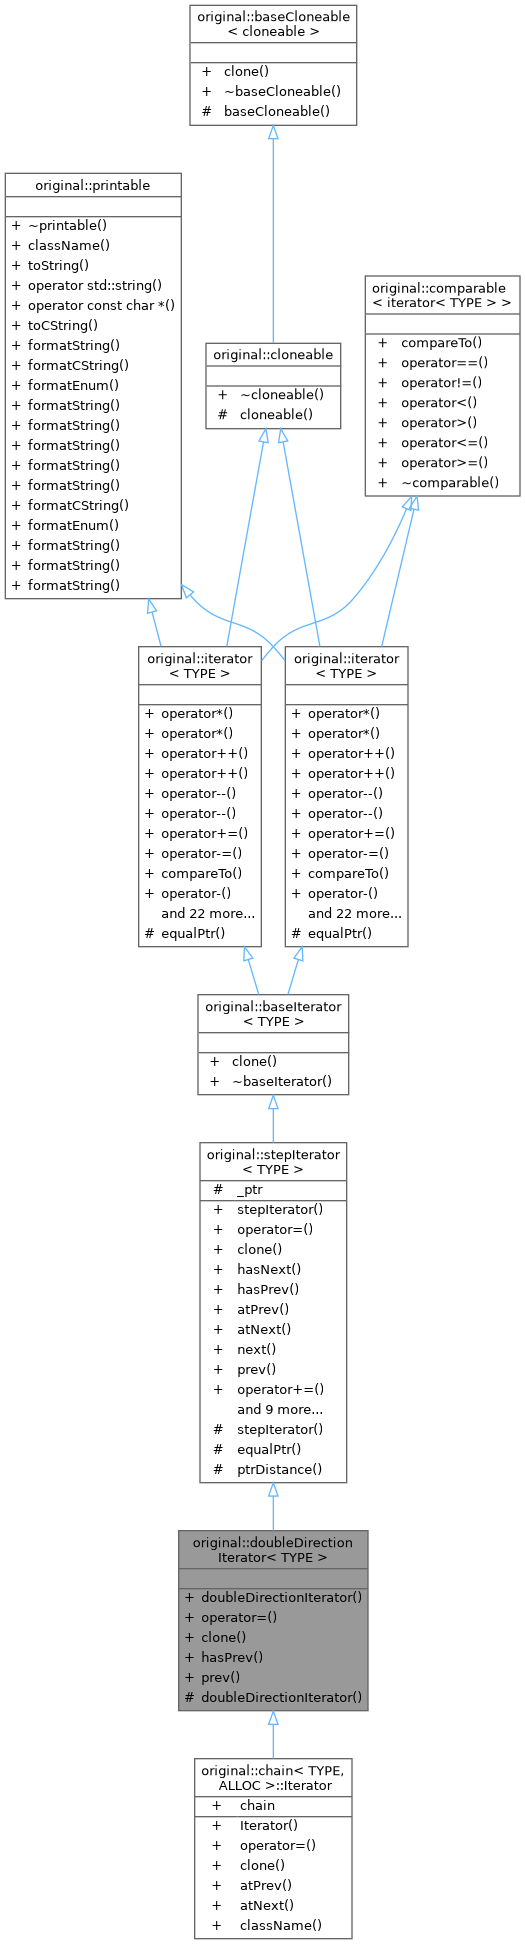 original::baseCloneable
< cloneable >
+ clone()
+ ~baseCloneable()
# baseCloneable()
original::printable
+ ~printable()
+ className()
+ toString()
+ operator std::string()
+ operator const char *()
+ toCString()
+ formatString()
+ formatCString()
+ formatEnum()
+ formatString()
+ formatString()
+ formatString()
+ formatString()
+ formatString()
+ formatCString()
+ formatEnum()
+ formatString()
+ formatString()
+ formatString()
original::comparable
< iterator< TYPE > >
+ compareTo()
+ operator==()
+ operator!=()
+ operator<()
+ operator>()
+ operator<=()
+ operator>=()
+ ~comparable()
original::cloneable
+ ~cloneable()
# cloneable()
original::iterator
< TYPE >
+ operator*()
+ operator*()
+ operator++()
+ operator++()
+ operator--()
+ operator--()
+ operator+=()
+ operator-=()
+ compareTo()
+ operator-()
and 22 more...
# equalPtr()
original::iterator
< TYPE >
+ operator*()
+ operator*()
+ operator++()
+ operator++()
+ operator--()
+ operator--()
+ operator+=()
+ operator-=()
+ compareTo()
+ operator-()
and 22 more...
# equalPtr()
original::baseIterator
< TYPE >
+ clone()
+ ~baseIterator()
original::stepIterator
< TYPE >
# _ptr
+ stepIterator()
+ operator=()
+ clone()
+ hasNext()
+ hasPrev()
+ atPrev()
+ atNext()
+ next()
+ prev()
+ operator+=()
and 9 more...
# stepIterator()
# equalPtr()
# ptrDistance()
original::doubleDirection
Iterator< TYPE >
+ doubleDirectionIterator()
+ operator=()
+ clone()
+ hasPrev()
+ prev()
# doubleDirectionIterator()
original::chain< TYPE,
ALLOC >::Iterator
+ chain
+ Iterator()
+ operator=()
+ clone()
+ atPrev()
+ atNext()
+ className()